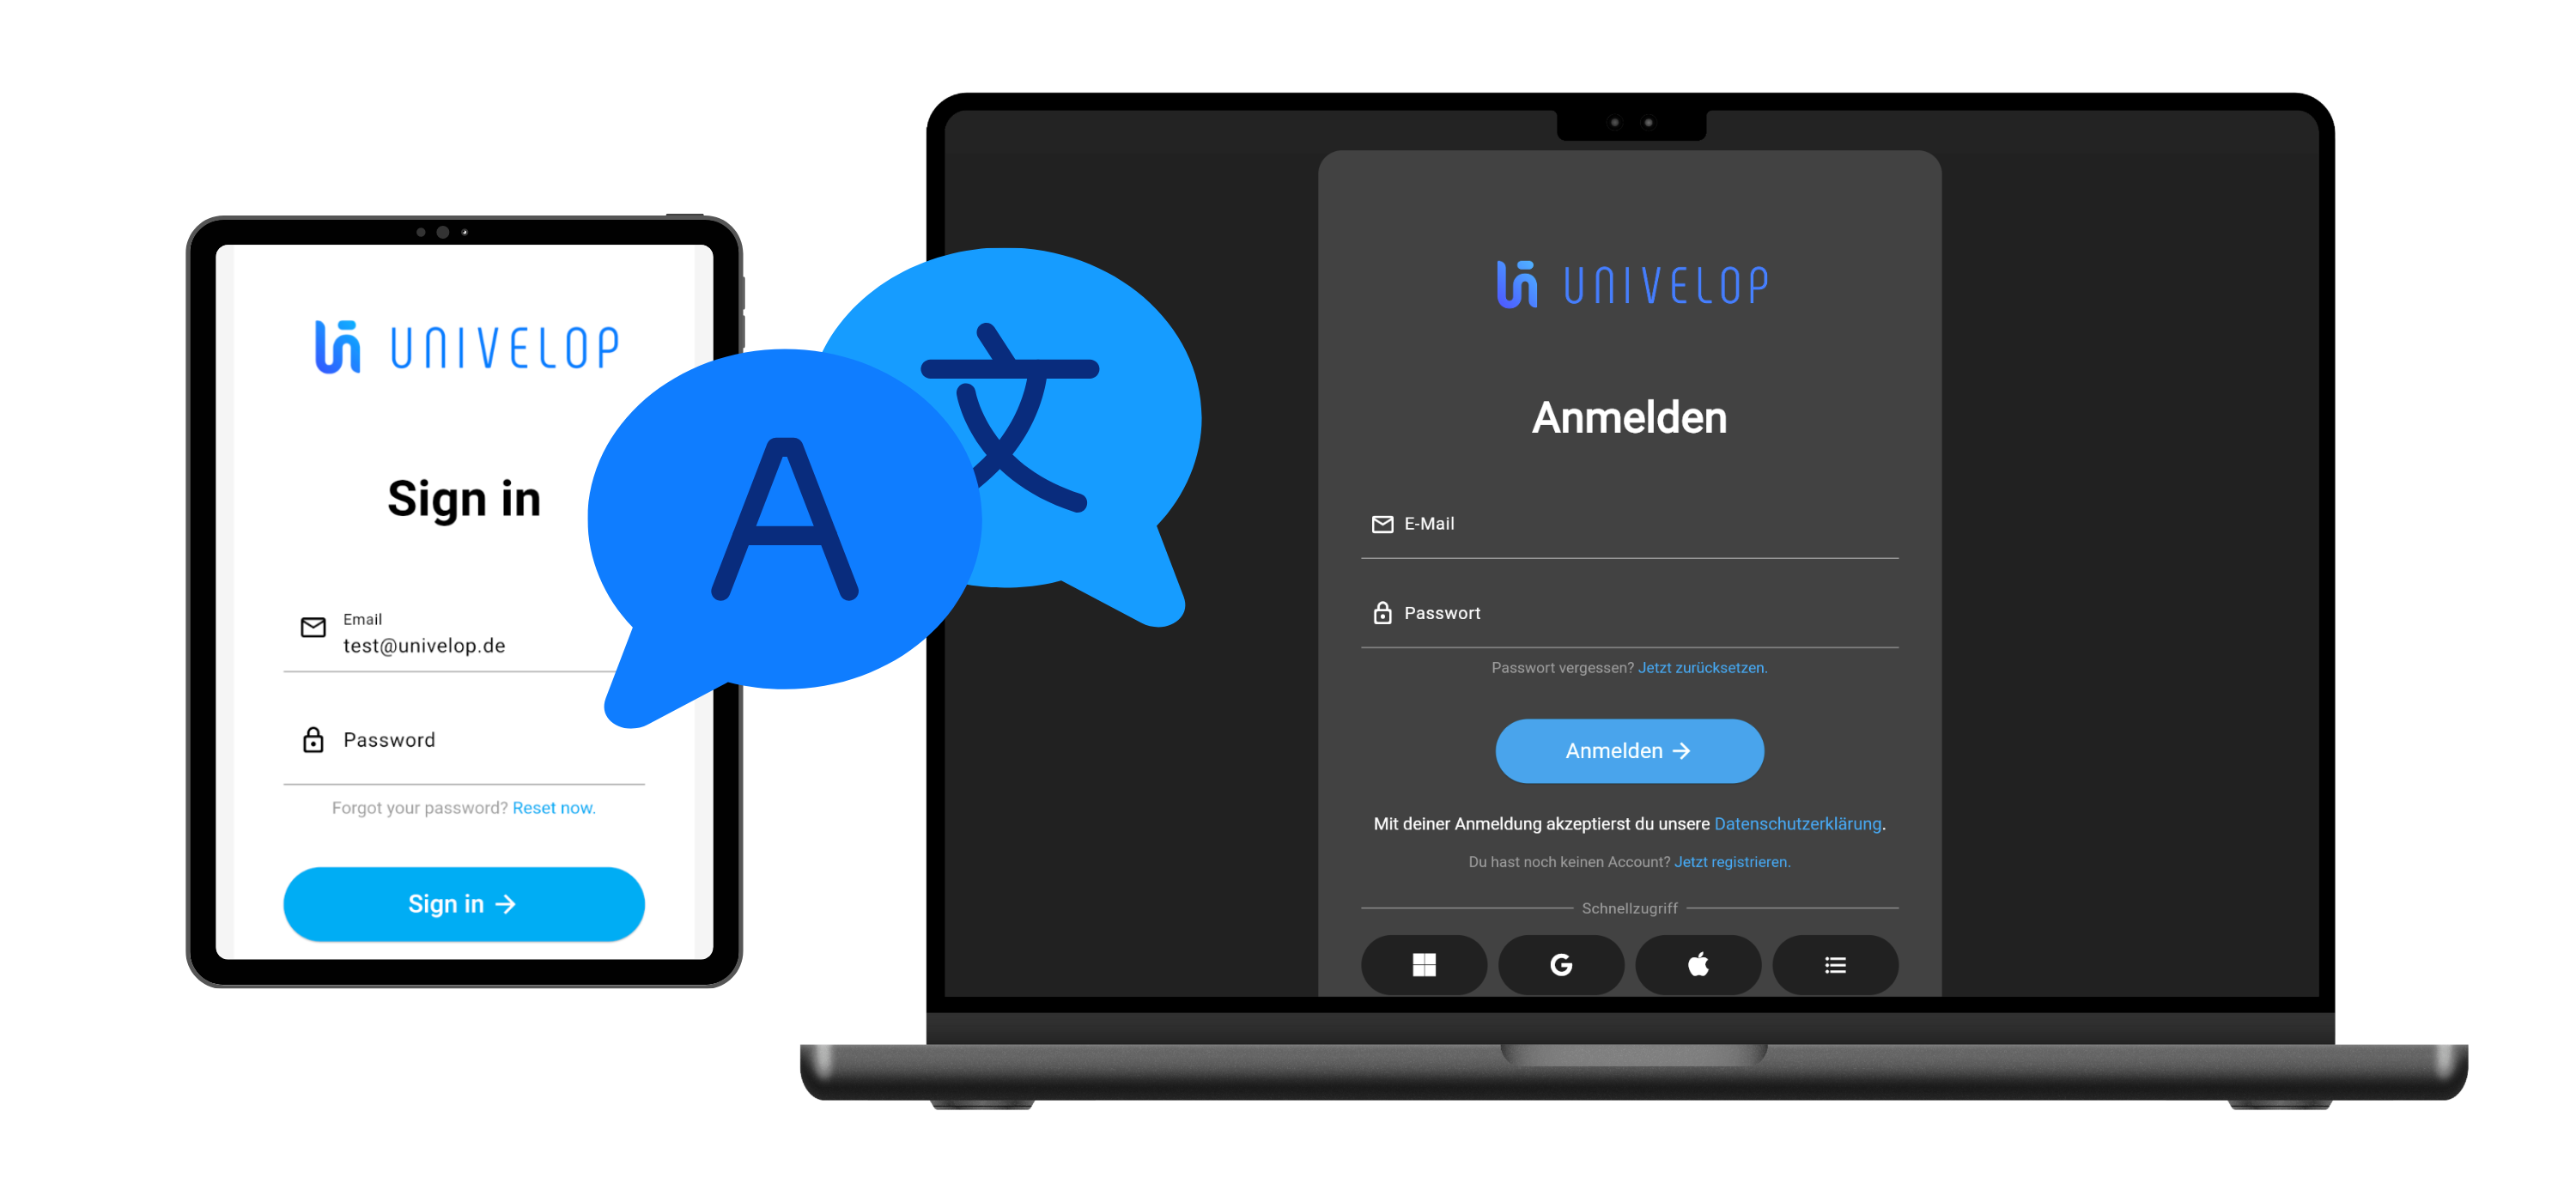 UNIVELOP
Sign in
Email
test@univelop.de
Password
Forgot your password? Reset now.
Sign in →
A
文
UNIVELOP
Anmelden
E-Mail
Passwort
Passwort vergessen? Jetzt zurücksetzen.
Anmelden →
Mit deiner Anmeldung akzeptierst du unsere Datenschutzerklärung.
Du hast noch keinen Account? Jetzt registrieren.
Schnellzugriff